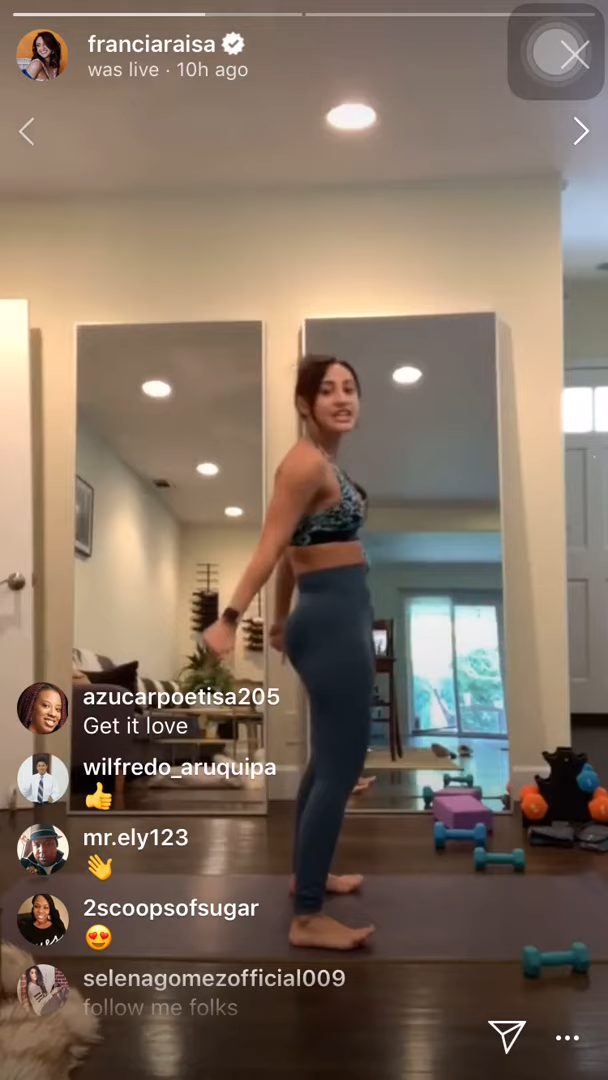 franciaraisa
was live · 10h ago
azucarpoetisa205
Get it love
wilfredo_aruquipa
👍
mr.ely123
👋
2scoopsofsugar
😍
selenagomezofficial009
follow me folks